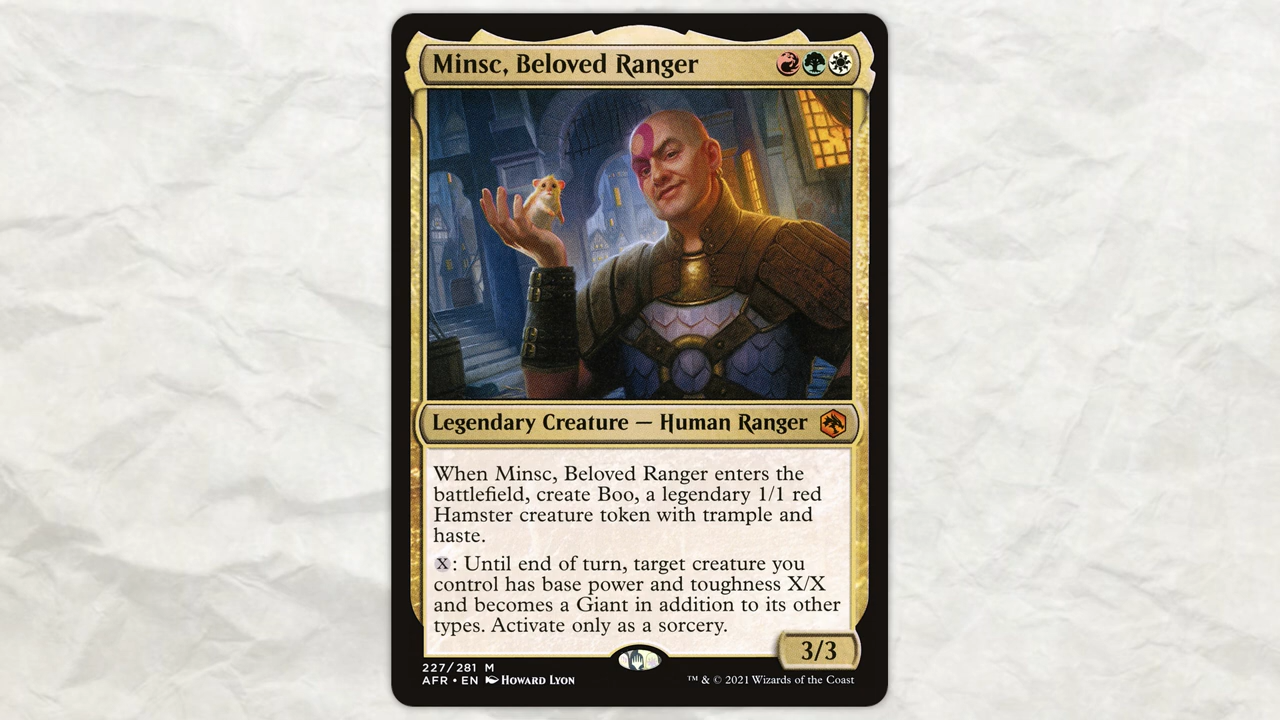 Minsc, Beloved Ranger
Legendary Creature — Human Ranger
When Minsc, Beloved Ranger enters the
battlefield, create Boo, a legendary 1/1 red
Hamster creature token with trample and
haste.
X: Until end of turn, target creature you
control has base power and toughness X/X
and becomes a Giant in addition to its other
types. Activate only as a sorcery.
3/3
227/281 M
AFR • EN Howard Lyon
™ & © 2021 Wizards of the Coast